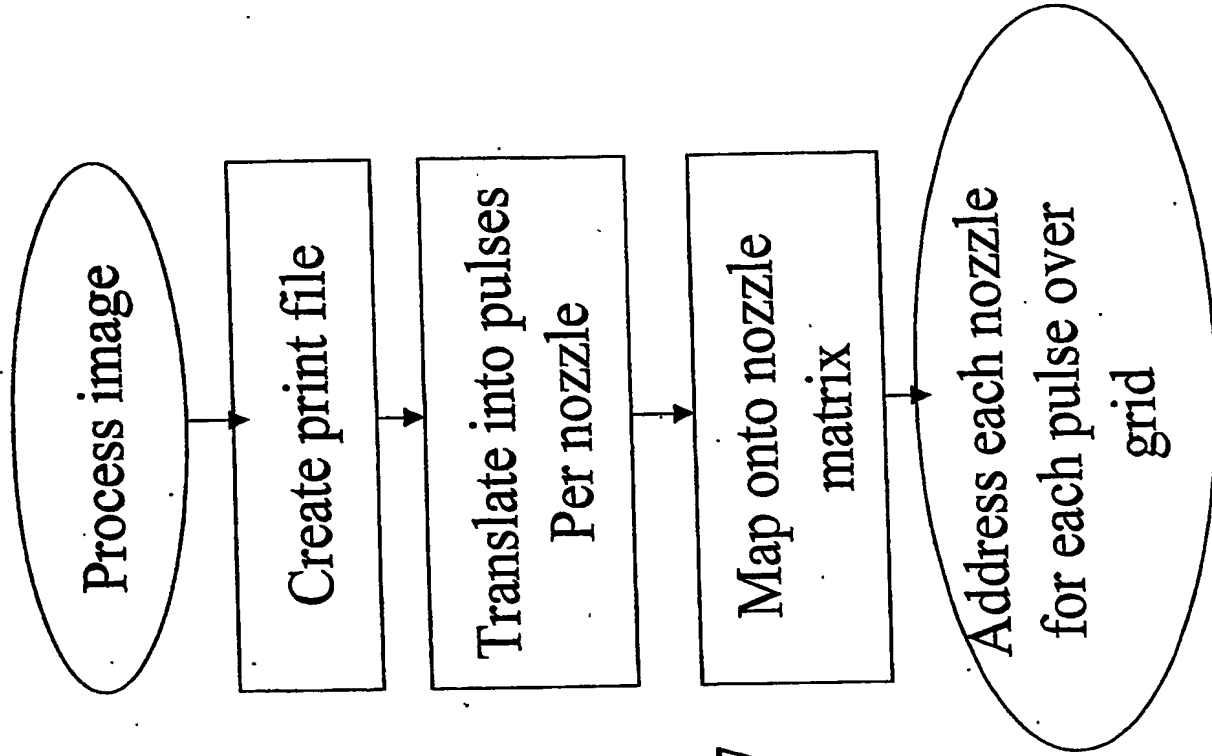 Process image
Create print file
Translate into pulses
Per nozzle
Map onto nozzle
matrix
Address each nozzle
for each pulse over
grid